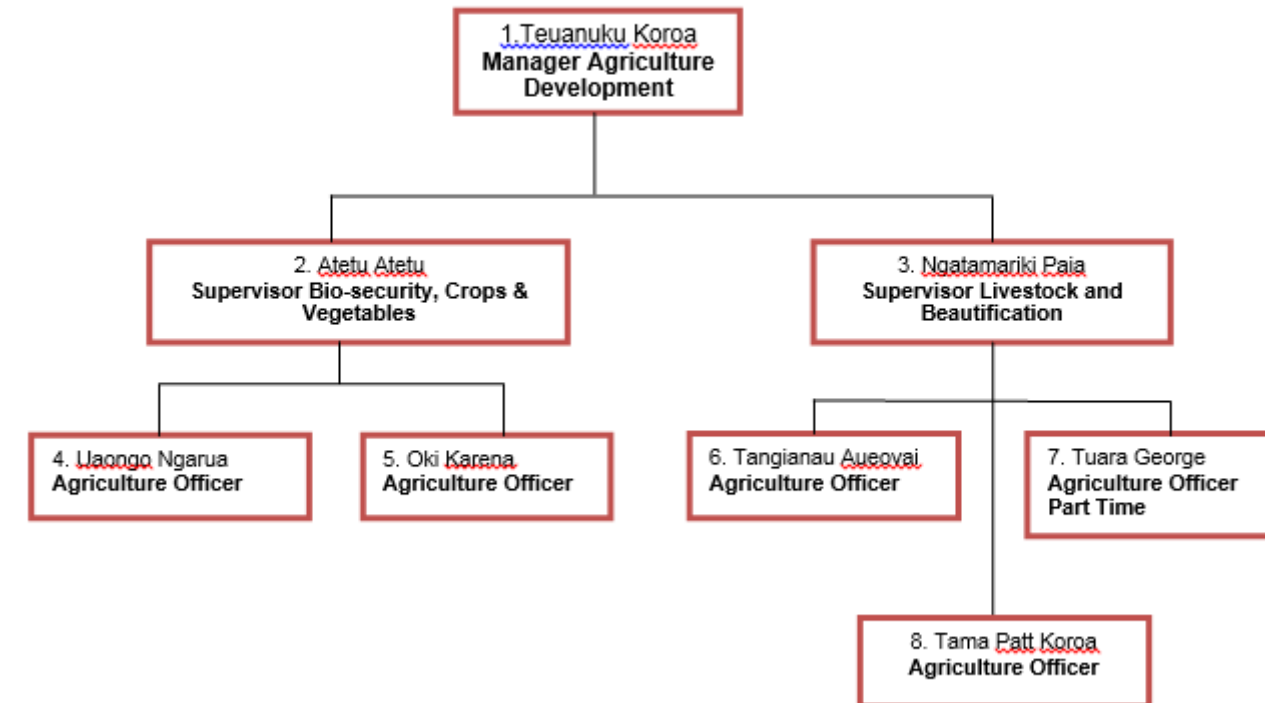 1.Teuanuku Koroa
Manager Agriculture
Development
2. Atetu Atetu
Supervisor Bio-security, Crops &
Vegetables
3. Ngatamariki Paia
Supervisor Livestock and
Beautification
4. Uaongo Ngarua
Agriculture Officer
5. Oki Karena
Agriculture Officer
6. Tangianau Aueovai
Agriculture Officer
7. Tuara George
Agriculture Officer
Part Time
8. Tama Patt Koroa
Agriculture Officer